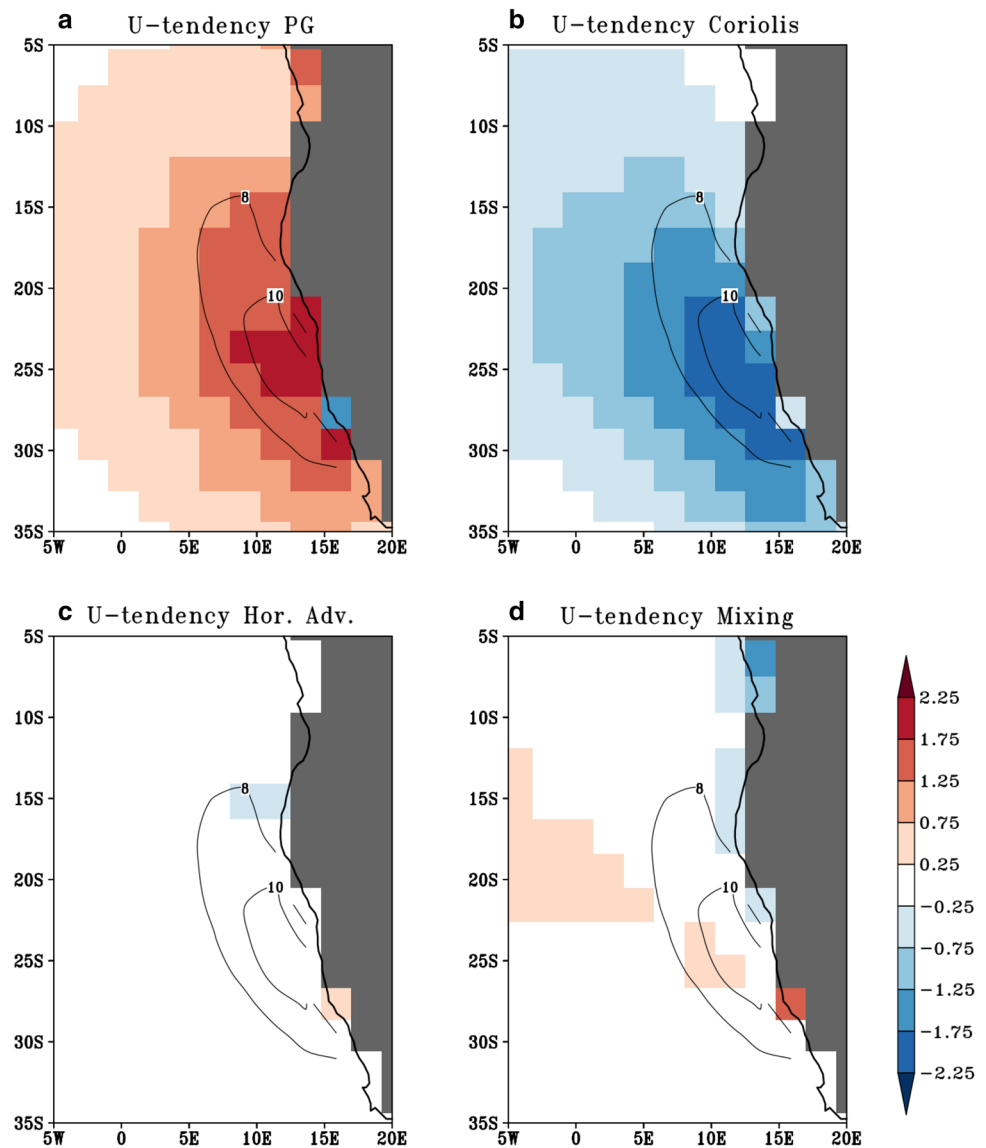 a U-tendency PG
5S
10S
15S
20S
25S
30S
35S
5W 0 5E 10E 15E 20E
8
10
b U-tendency Coriolis
5S
10S
15S
20S
25S
30S
35S
5W 0 5E 10E 15E 20E
8
10
c U-tendency Hor. Adv.
5S
10S
15S
20S
25S
30S
35S
5W 0 5E 10E 15E 20E
8
10
d U-tendency Mixing
5S
10S
15S
20S
25S
30S
35S
5W 0 5E 10E 15E 20E
8
10
2.25
1.75
1.25
0.75
0.25
-0.25
-0.75
-1.25
-1.75
-2.25